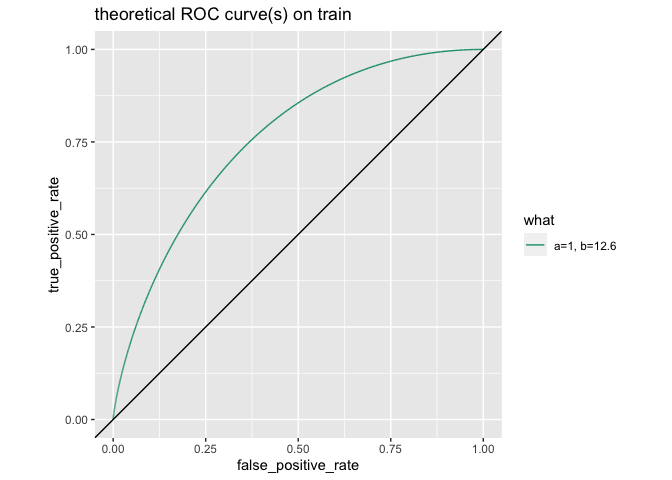 theoretical ROC curve(s) on train
1.00
0.75
0.50
0.25
0.00
true_positive_rate
0.00 0.25 0.50 0.75 1.00
false_positive_rate
what
a=1, b=12.6